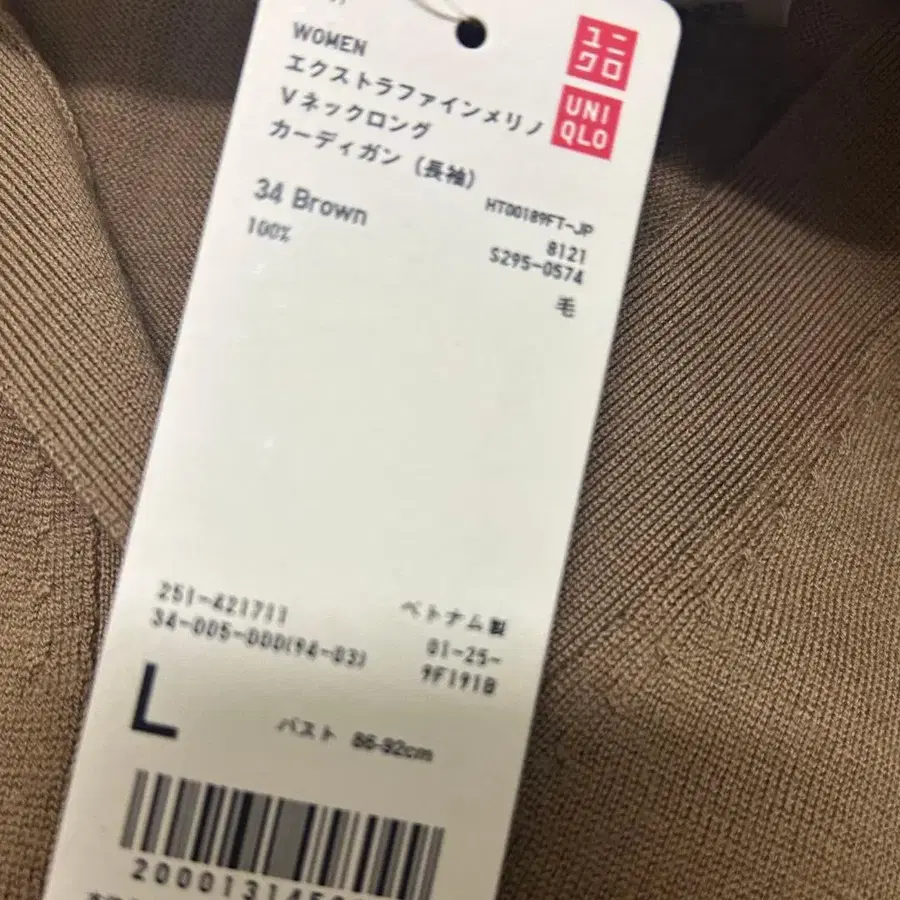 WOMEN
エクストラファインメリノ
Vネックロング
カーディガン（長袖）
ユニ
クロ
UNI
QLO
34 Brown
100%
HT00189FT-JP
8121
S295-0574
毛
251-421711
34-005-000(94-03)
ベトナム製
01-25-
9F191B
L
バスト 86-92cm
20001314